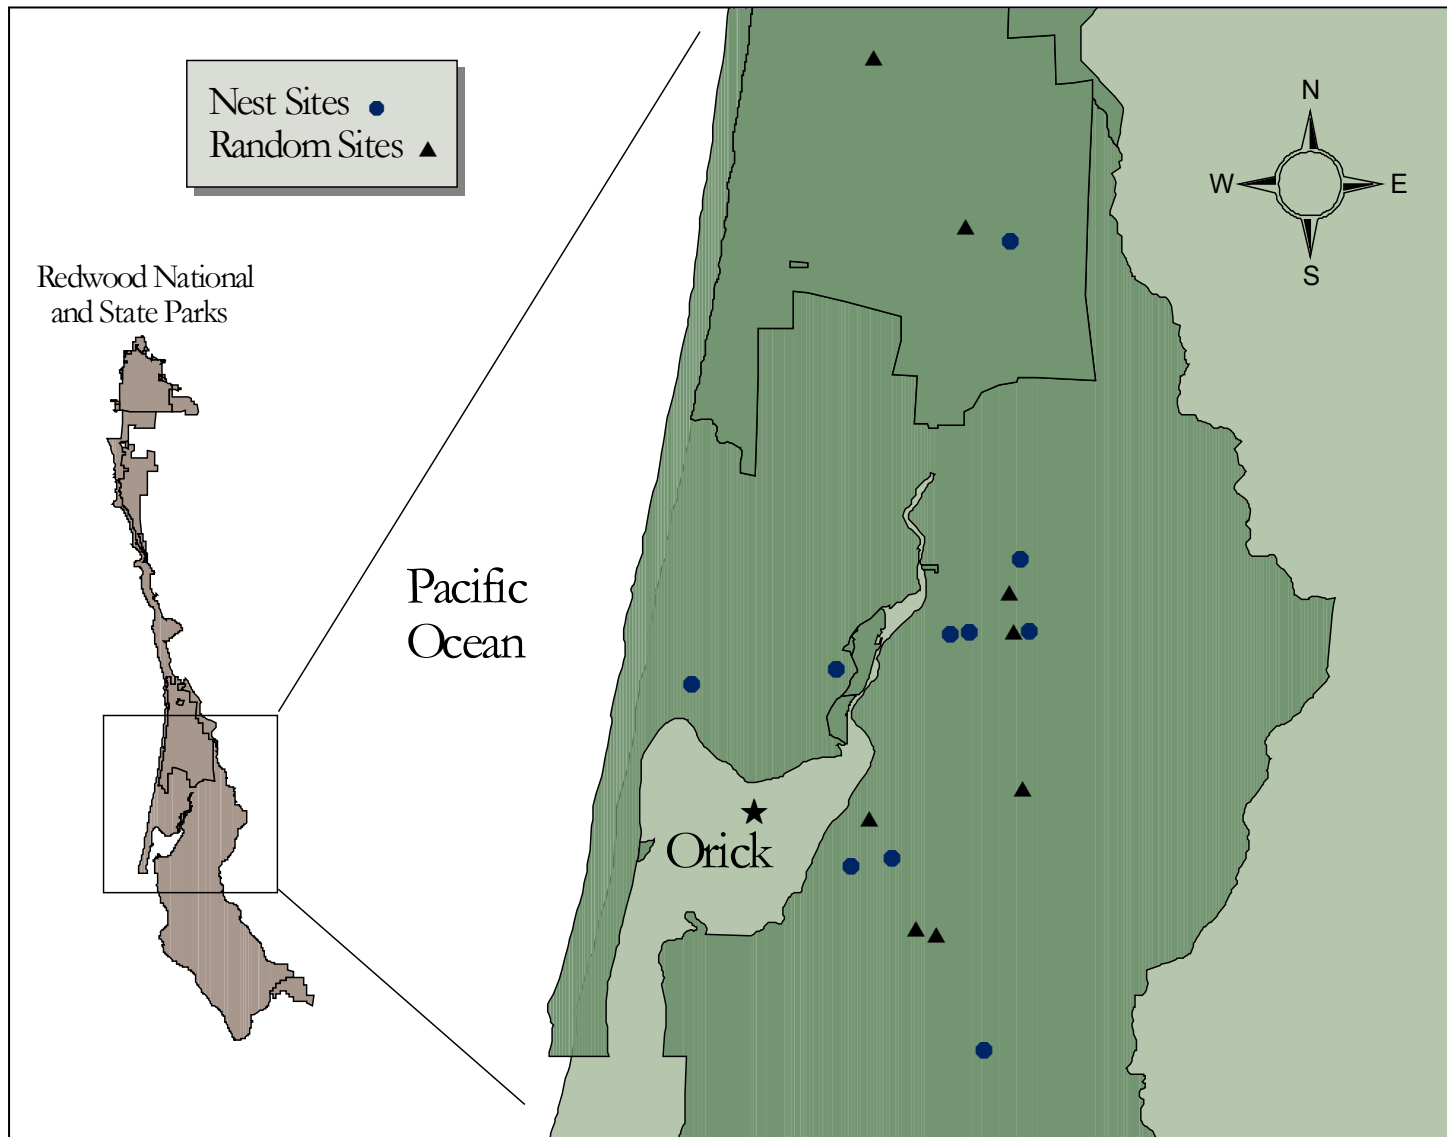 Nest Sites
Random Sites
N
W
E
S
Redwood National
and State Parks
Pacific
Ocean
Orick